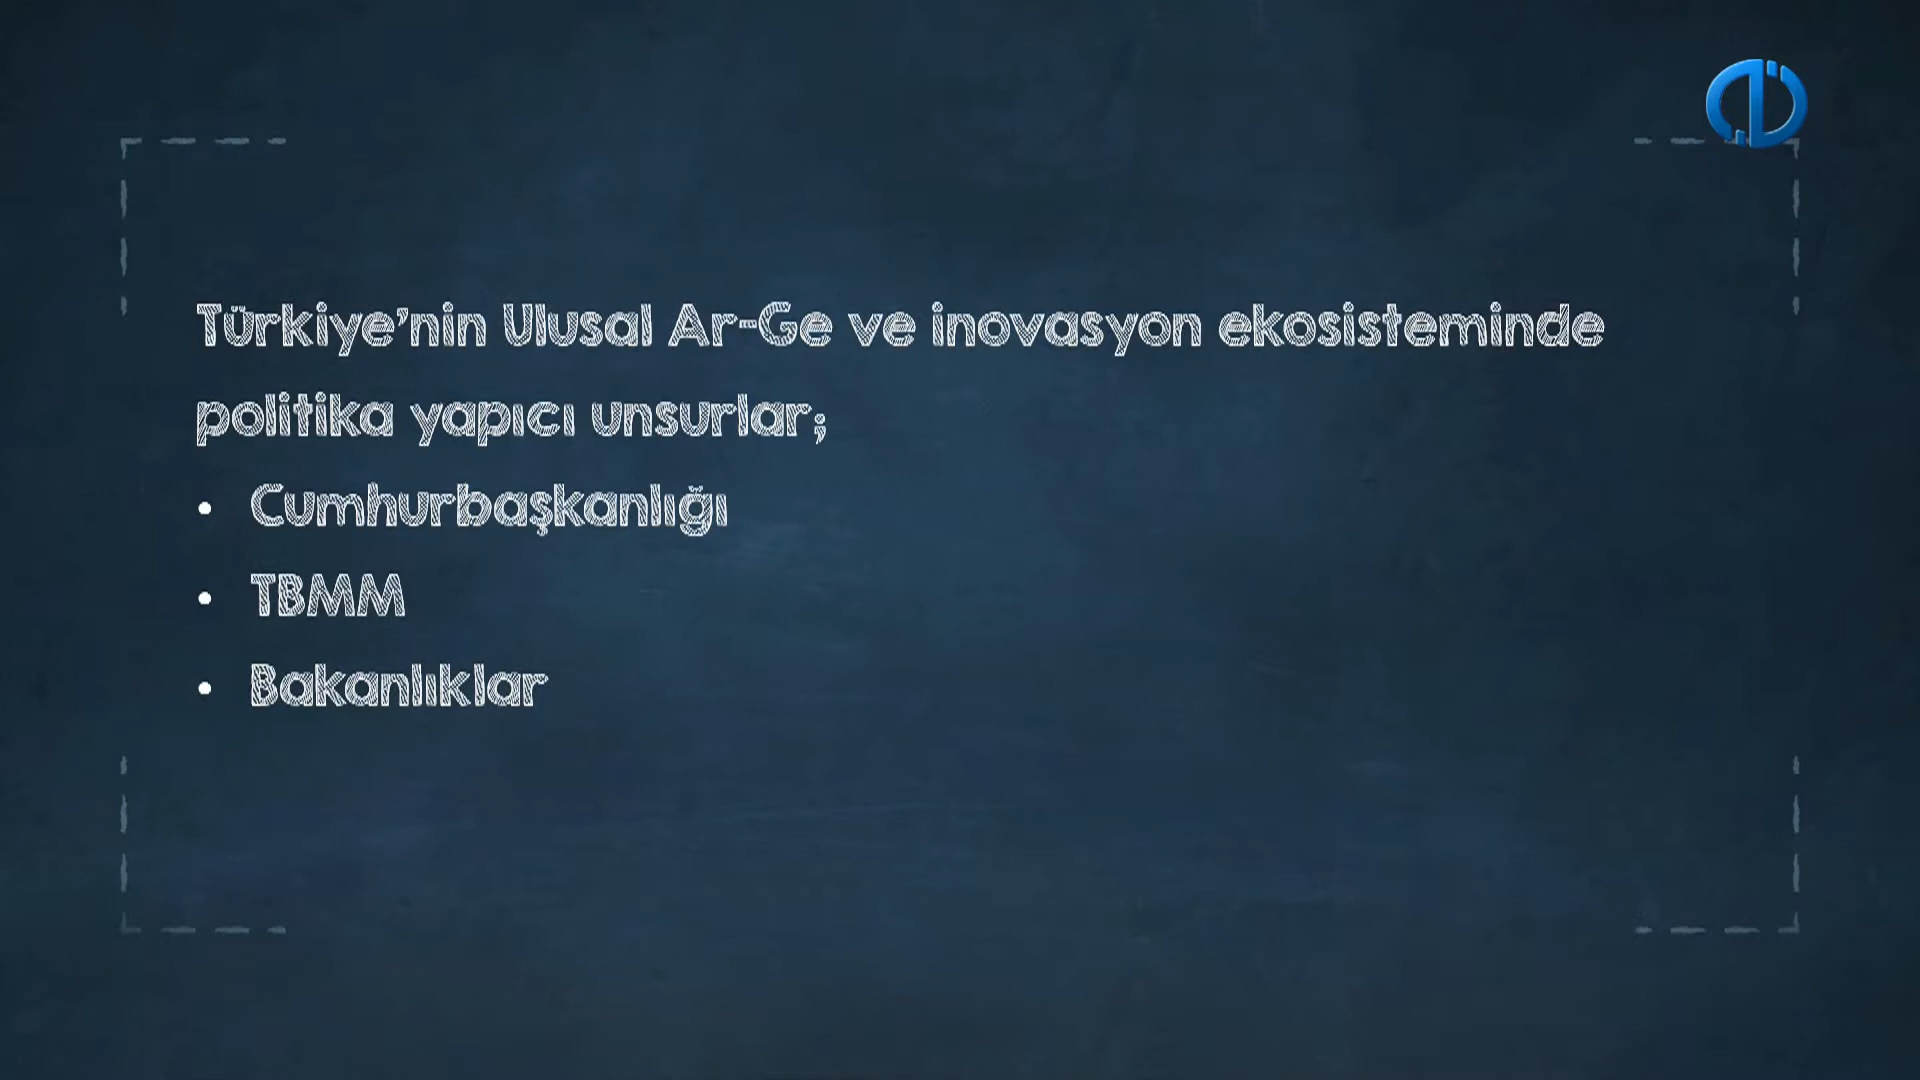 Türkiye'nin Ulusal Ar-Ge ve inovasyon ekosisteminde
politika yapıcı unsurlar;
• Cumhurbaşkanlığı
• TBMM
• Bakanlıklar